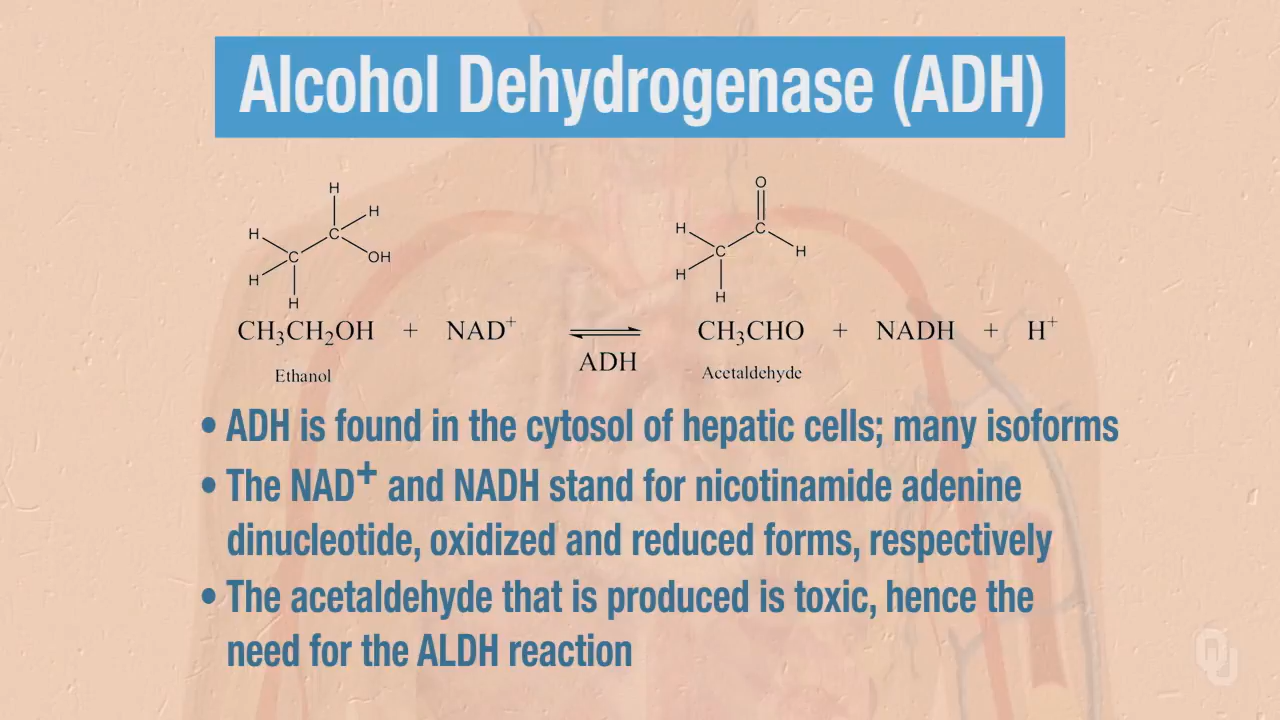 Alcohol Dehydrogenase (ADH)
H
H
H
C
C
OH
H
H
O
H
C
C
H
H
H
CH₃CH₂OH + NAD⁺ ⇌ CH₃CHO + NADH + H⁺
ADH
Ethanol
Acetaldehyde
• ADH is found in the cytosol of hepatic cells; many isoforms
• The NAD⁺ and NADH stand for nicotinamide adenine
dinucleotide, oxidized and reduced forms, respectively
• The acetaldehyde that is produced is toxic, hence the
need for the ALDH reaction
OU